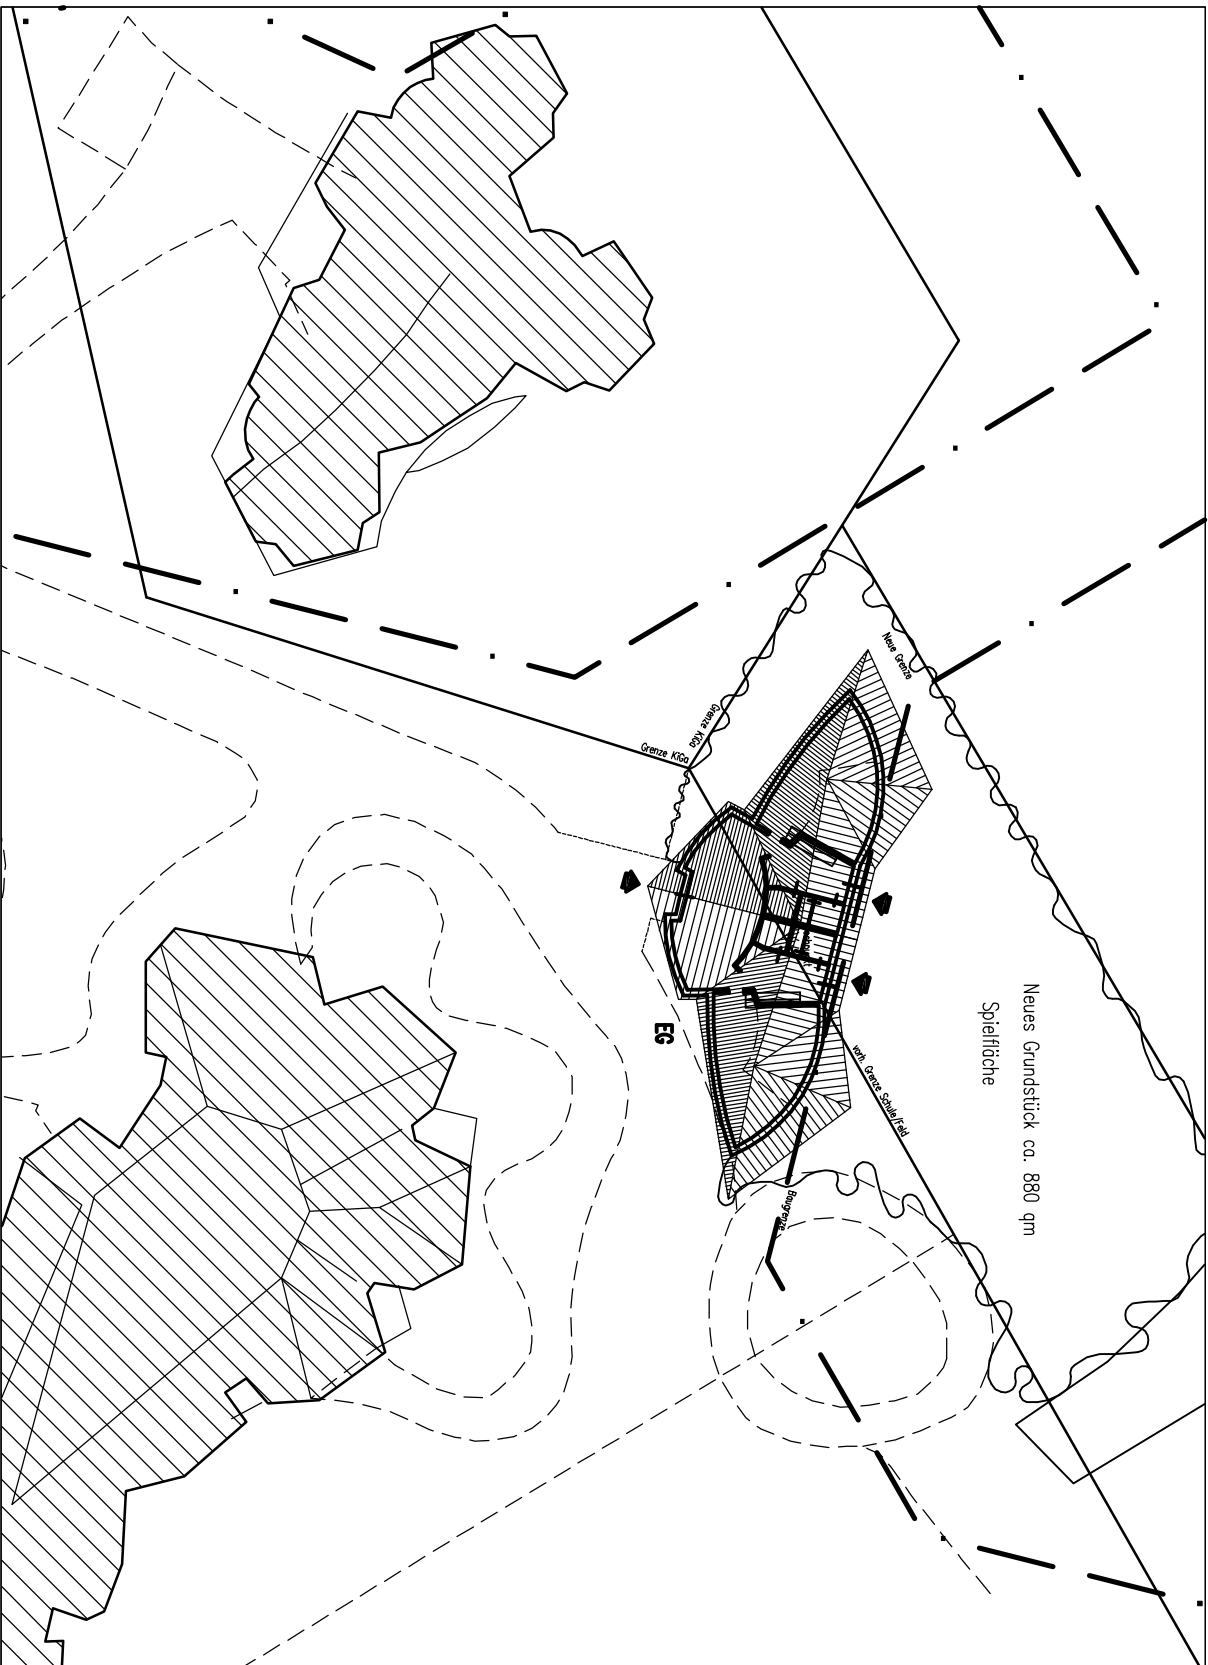 Neue Grenze
Grenze KiGa
Grenze KiGa
EG
vorh. Grenze Schule/Feld
Neues Grundstück ca. 880 qm
Spielfläche
Baugrenze